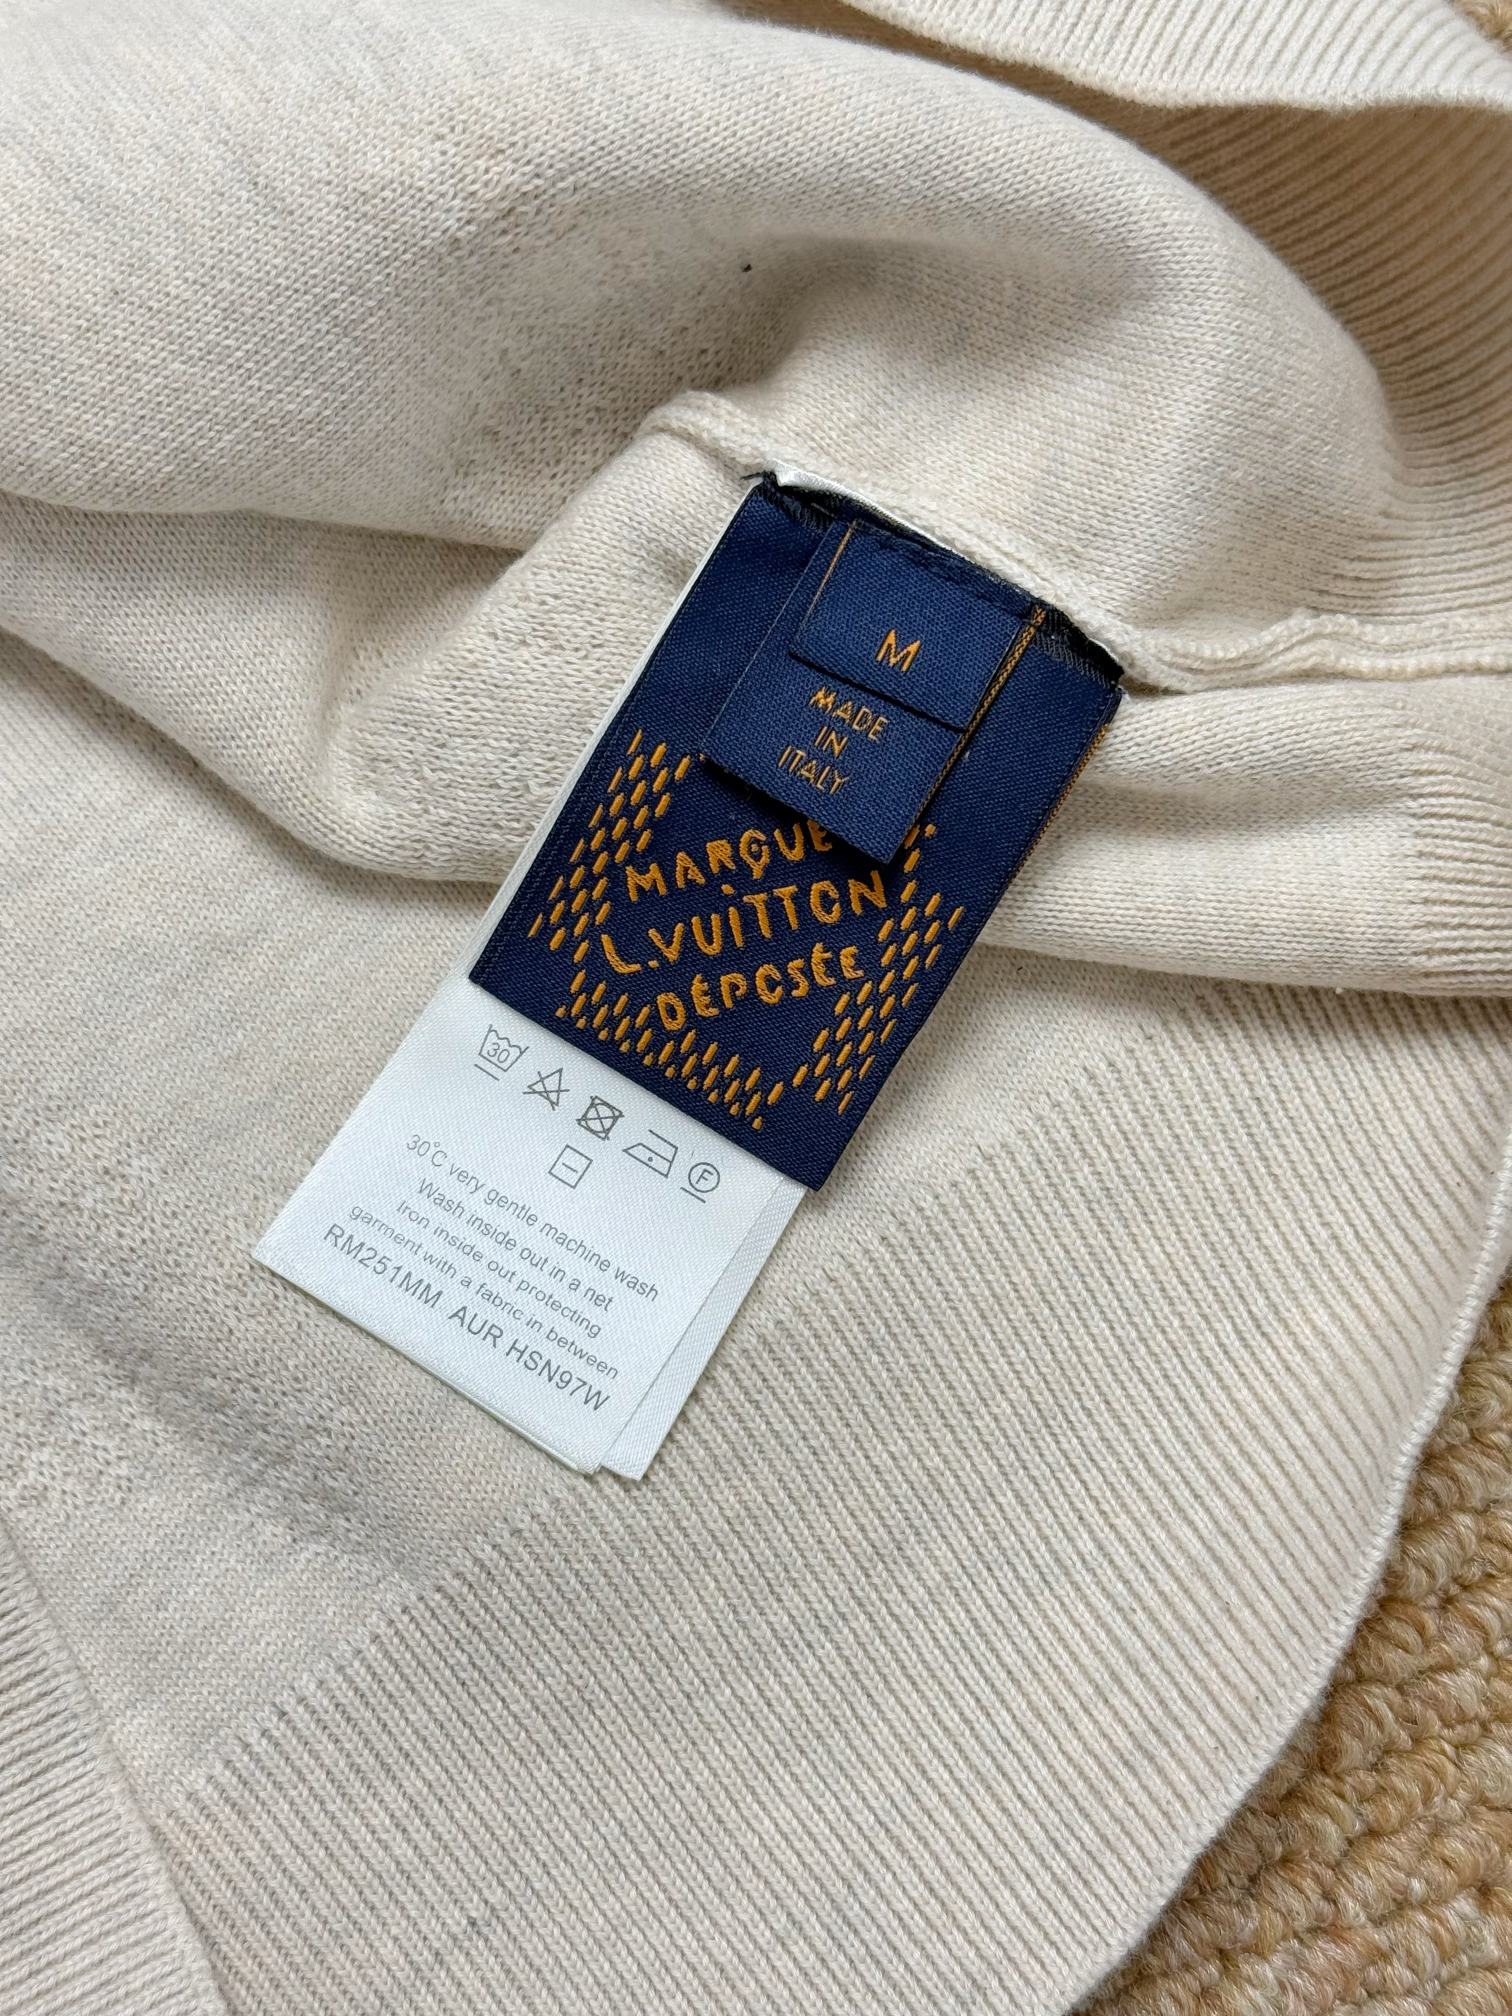 M
MADE
IN
ITALY
MARQUE
L.VUITTON
DÉPOSÉE
30
F
30°C very gentle machine wash
Wash inside out in a net
Iron inside out protecting
garment with a fabric in between
RM251MM AUR HSN97W